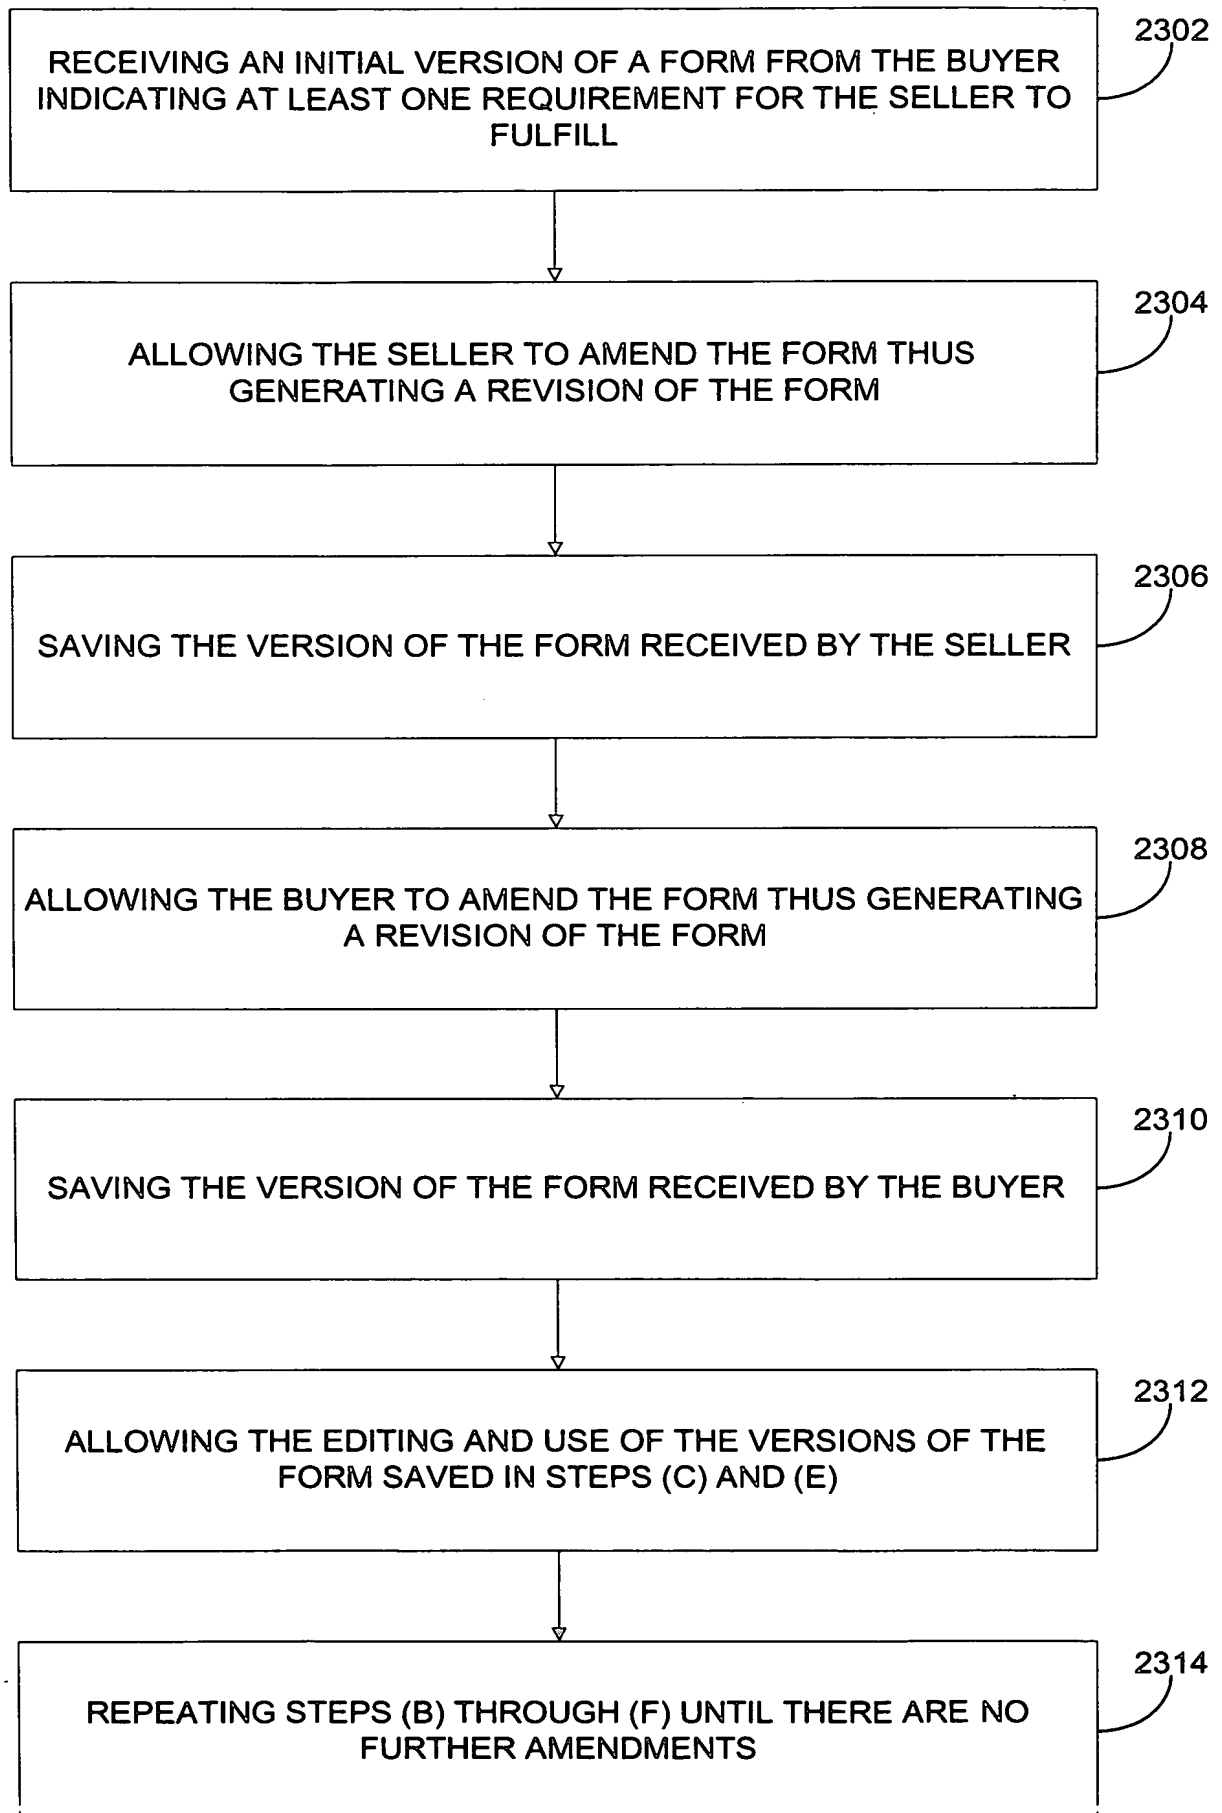 2302
RECEIVING AN INITIAL VERSION OF A FORM FROM THE BUYER
INDICATING AT LEAST ONE REQUIREMENT FOR THE SELLER TO
FULFILL
2304
ALLOWING THE SELLER TO AMEND THE FORM THUS
GENERATING A REVISION OF THE FORM
2306
SAVING THE VERSION OF THE FORM RECEIVED BY THE SELLER
2308
ALLOWING THE BUYER TO AMEND THE FORM THUS GENERATING
A REVISION OF THE FORM
2310
SAVING THE VERSION OF THE FORM RECEIVED BY THE BUYER
2312
ALLOWING THE EDITING AND USE OF THE VERSIONS OF THE
FORM SAVED IN STEPS (C) AND (E)
2314
REPEATING STEPS (B) THROUGH (F) UNTIL THERE ARE NO
FURTHER AMENDMENTS